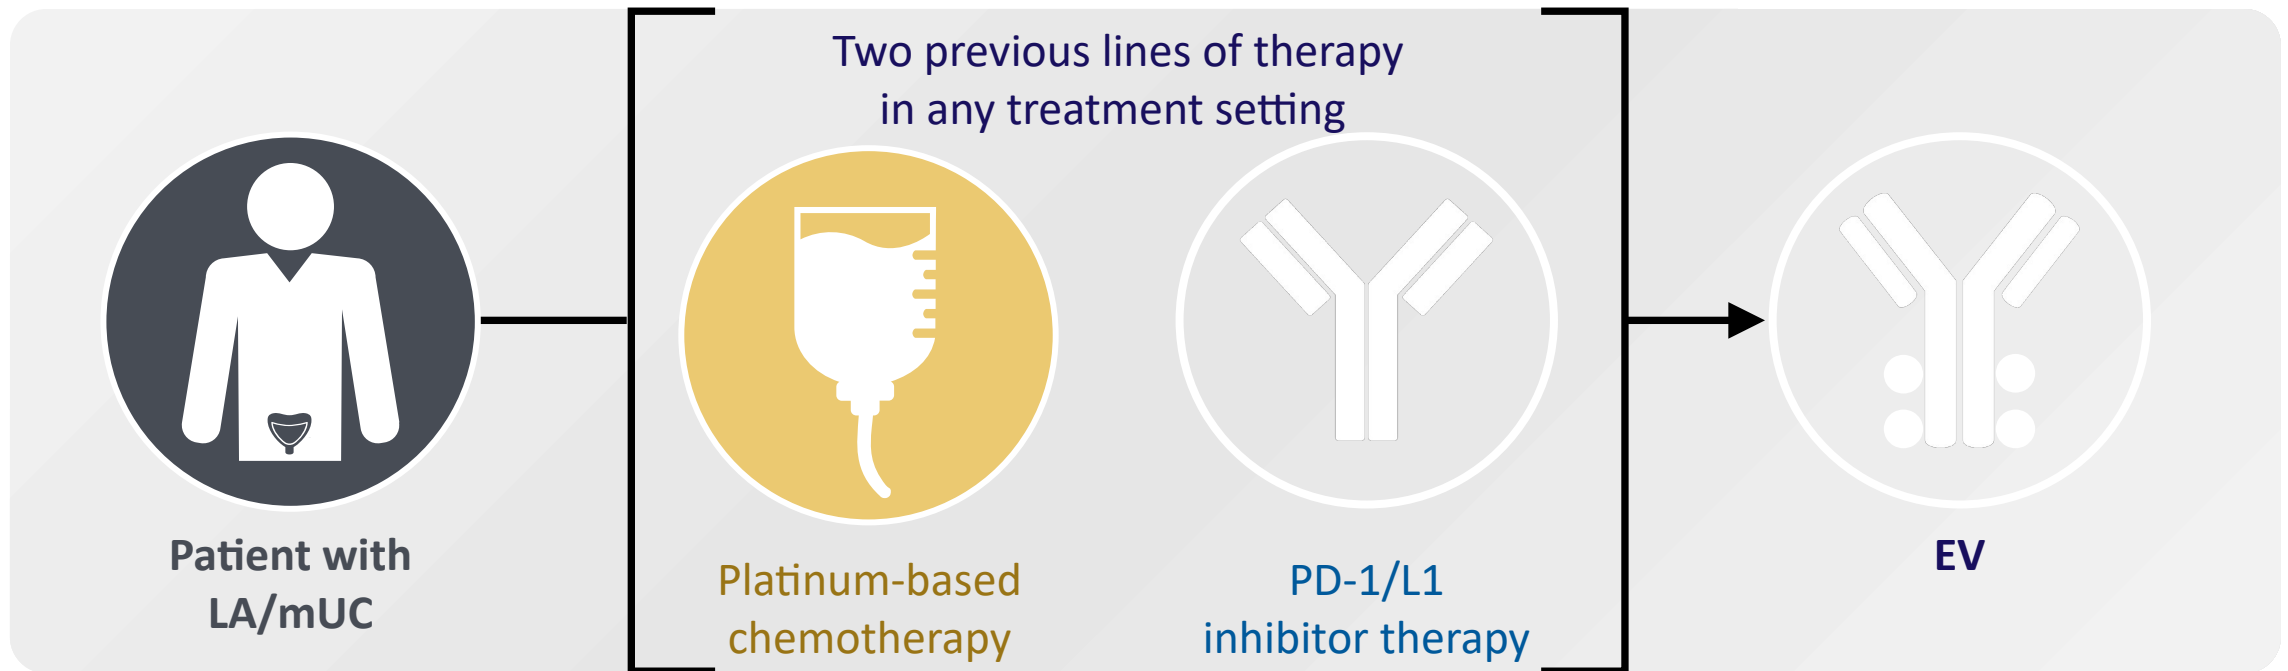 Two previous lines of therapy
in any treatment setting
Patient with
LA/mUC
Platinum-based
chemotherapy
PD-1/L1
inhibitor therapy
EV